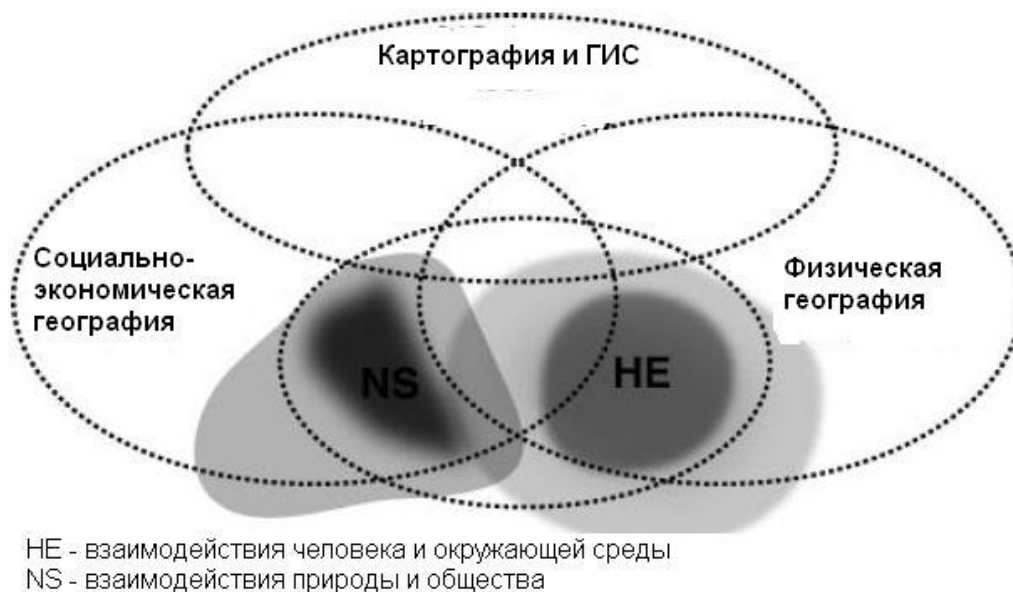 Картография и ГИС
Социально-
экономическая
география
Физическая
география
NS
HE
HE - взаимодействия человека и окружающей среды
NS - взаимодействия природы и общества